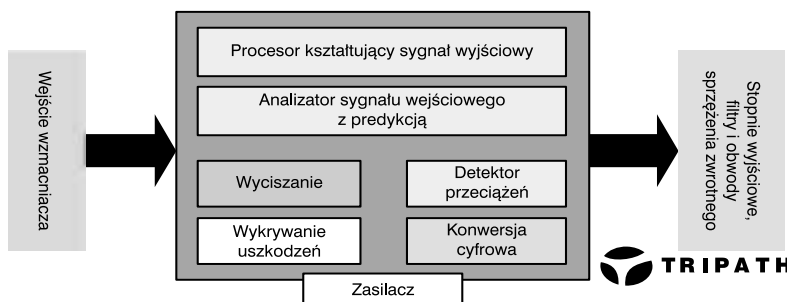 Wejście wzmacniacza
Procesor kształtujący sygnał wyjściowy
Analizator sygnału wejściowego
z predykcją
Wyciszanie
Detektor
przeciążeń
Wykrywanie
uszkodzeń
Konwersja
cyfrowa
Zasilacz
Stopnie wyjściowe,
filtry i obwody
sprzężenia zwrotnego
TRIPATH